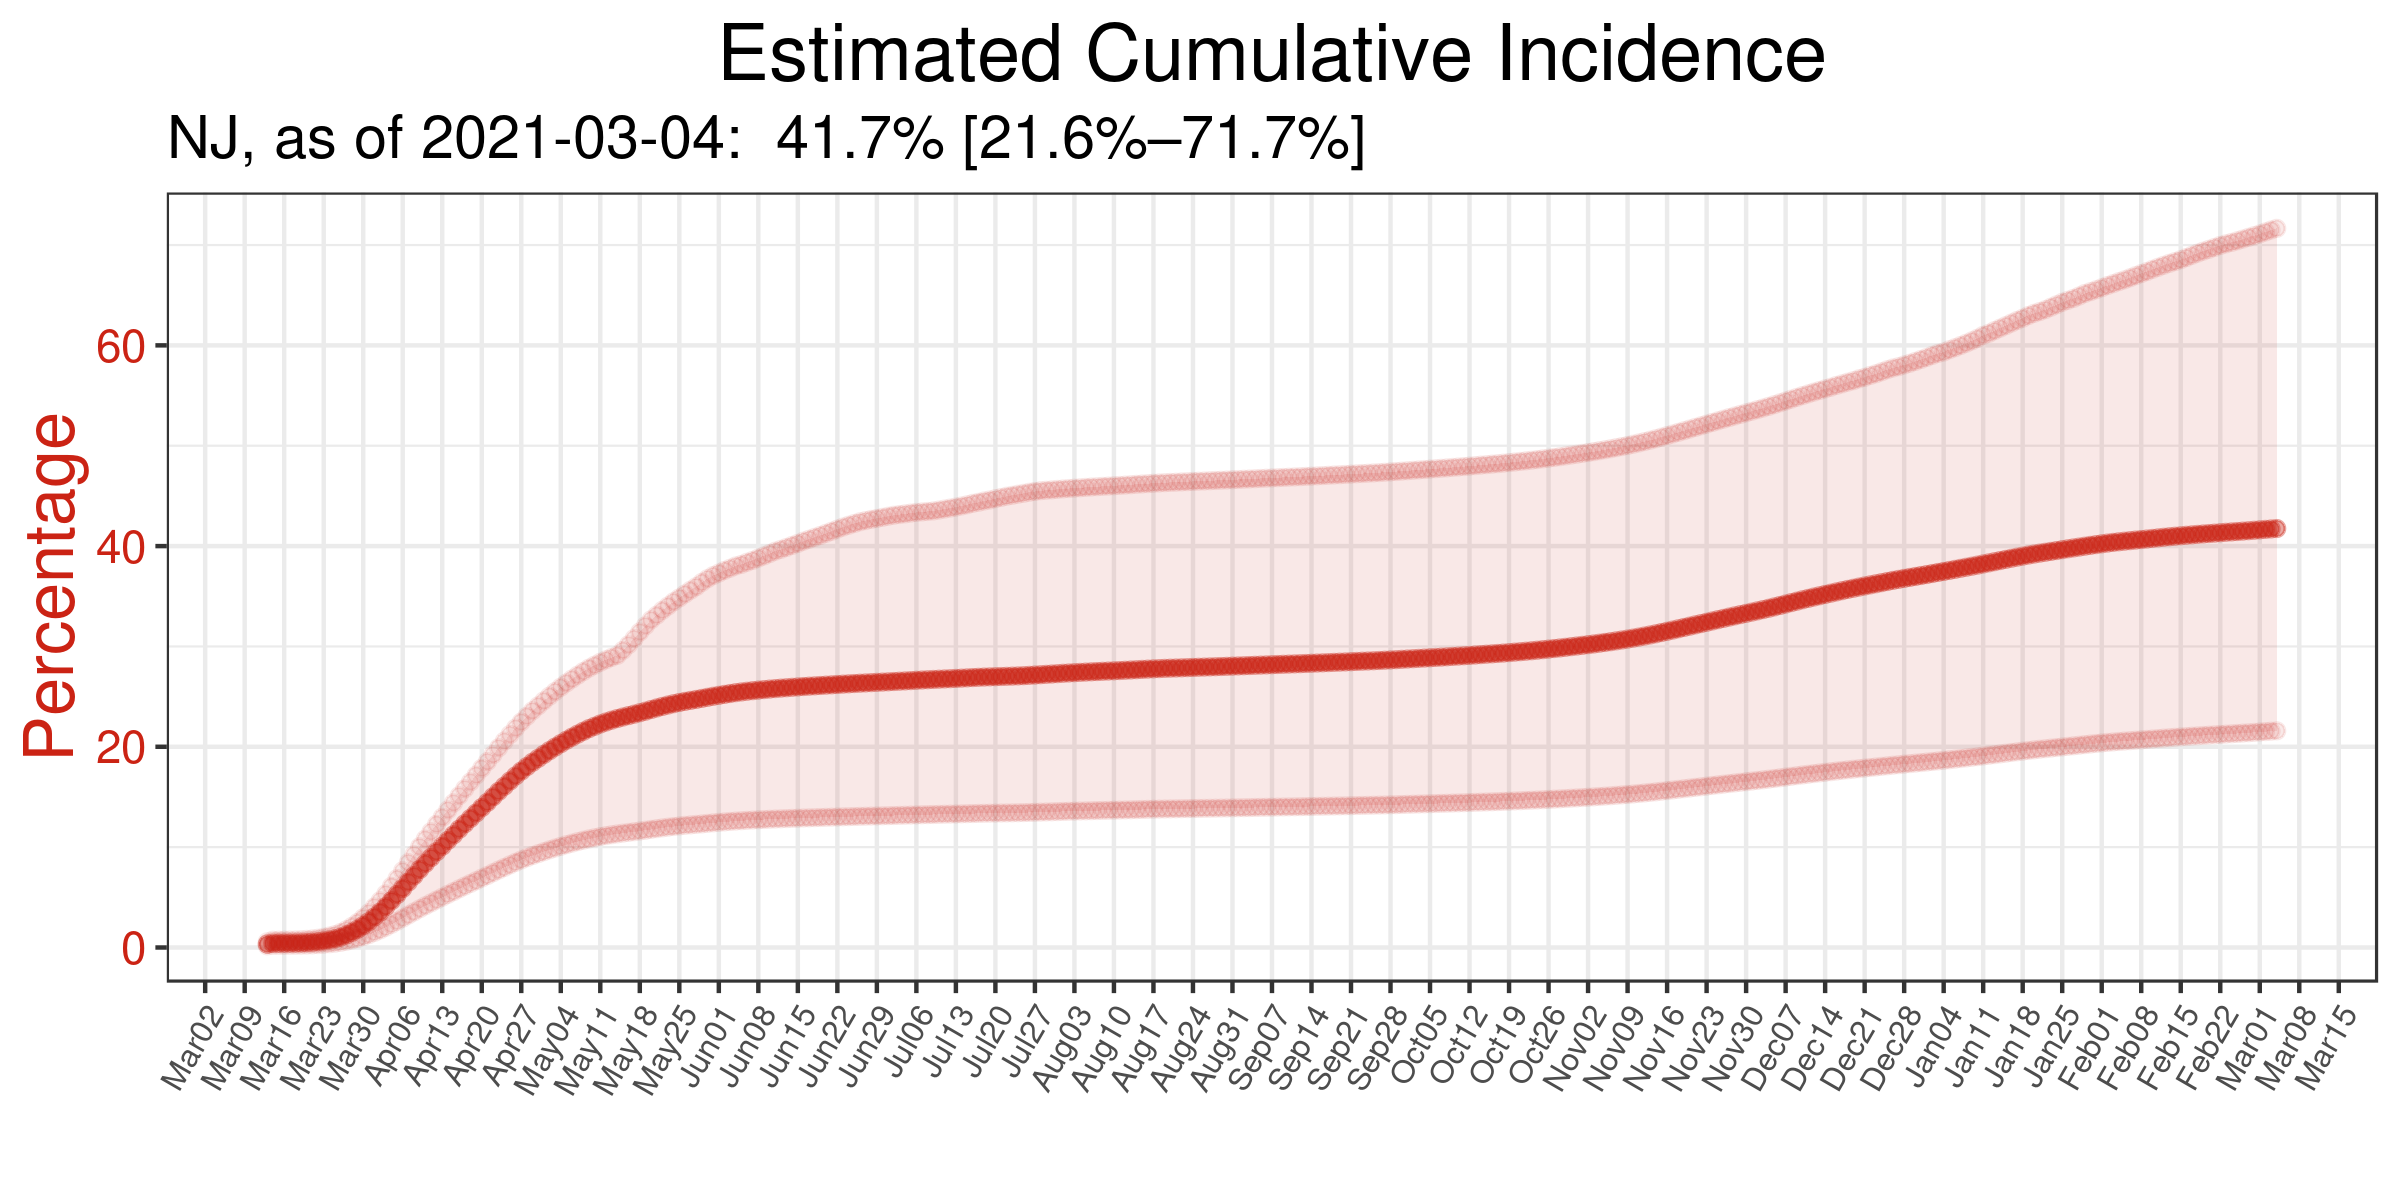 Estimated Cumulative Incidence
NJ, as of 2021-03-04:  41.7% [21.6%–71.7%]
Percentage
60
40
20
0
Mar02
Mar09
Mar16
Mar23
Mar30
Apr06
Apr13
Apr20
Apr27
May04
May11
May18
May25
Jun01
Jun08
Jun15
Jun22
Jun29
Jul06
Jul13
Jul20
Jul27
Aug03
Aug10
Aug17
Aug24
Aug31
Sep07
Sep14
Sep21
Sep28
Oct05
Oct12
Oct19
Oct26
Nov02
Nov09
Nov16
Nov23
Nov30
Dec07
Dec14
Dec21
Dec28
Jan04
Jan11
Jan18
Jan25
Feb01
Feb08
Feb15
Feb22
Mar01
Mar08
Mar15